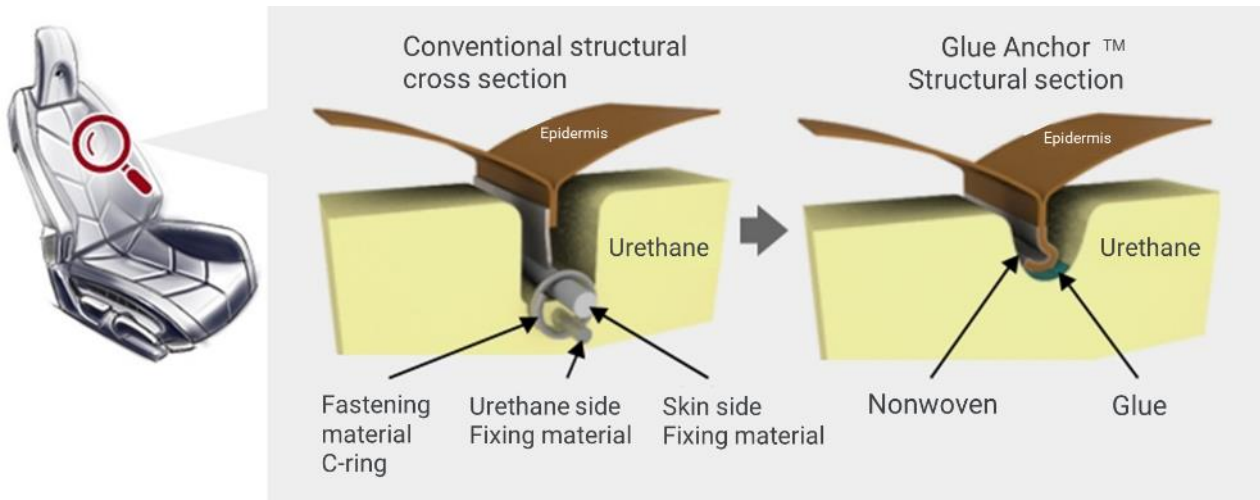 Conventional structural
cross section
Epidermis
Urethane
Fastening
material
C-ring
Urethane side
Fixing material
Skin side
Fixing material
Glue Anchor ™
Structural section
Epidermis
Urethane
Nonwoven
Glue